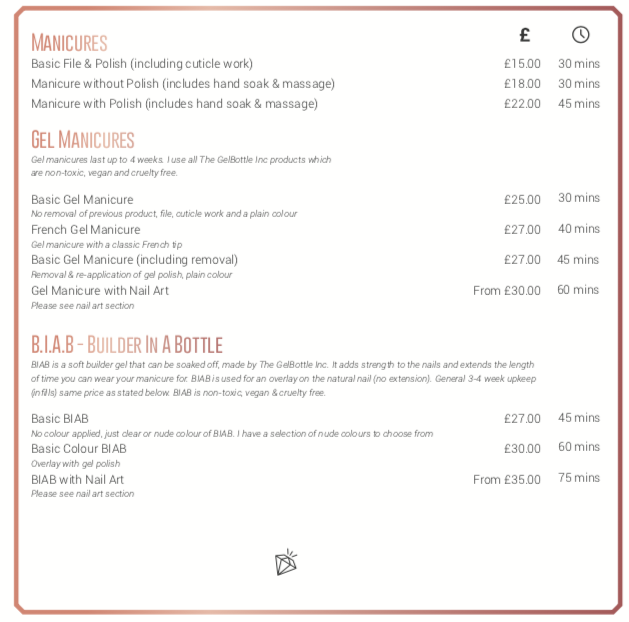 MANICURES £
Basic File & Polish (including cuticle work) £15.00 30 mins
Manicure without Polish (includes hand soak & massage) £18.00 30 mins
Manicure with Polish (includes hand soak & massage) £22.00 45 mins
GEL MANICURES
Gel manicures last up to 4 weeks. I use all The GelBottle Inc products which
are non-toxic, vegan and cruelty free.
Basic Gel Manicure £25.00 30 mins
No removal of previous product, file, cuticle work and a plain colour
French Gel Manicure £27.00 40 mins
Gel manicure with a classic French tip
Basic Gel Manicure (including removal) £27.00 45 mins
Removal & re-application of gel polish, plain colour
Gel Manicure with Nail Art From £30.00 60 mins
Please see nail art section
B.I.A.B - BUILDER IN A BOTTLE
BIAB is a soft builder gel that can be soaked off, made by The GelBottle Inc. It adds strength to the nails and extends the length
of time you can wear your manicure for. BIAB is used for an overlay on the natural nail (no extension). General 3-4 week upkeep
(infills) same price as stated below. BIAB is non-toxic, vegan & cruelty free.
Basic BIAB £27.00 45 mins
No colour applied, just clear or nude colour of BIAB. I have a selection of nude colours to choose from
Basic Colour BIAB £30.00 60 mins
Overlay with gel polish
BIAB with Nail Art From £35.00 75 mins
Please see nail art section